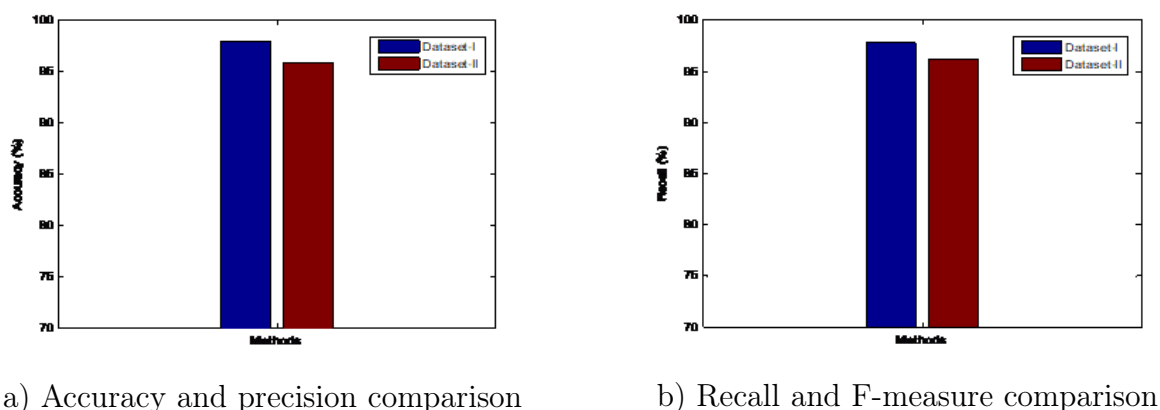 100
95
90
85
80
75
70
Accuracy (%)
Dataset-I
Dataset-II
Methods
100
95
90
85
80
75
70
Recall (%)
Dataset-I
Dataset-II
Methods
a) Accuracy and precision comparison
b) Recall and F-measure comparison